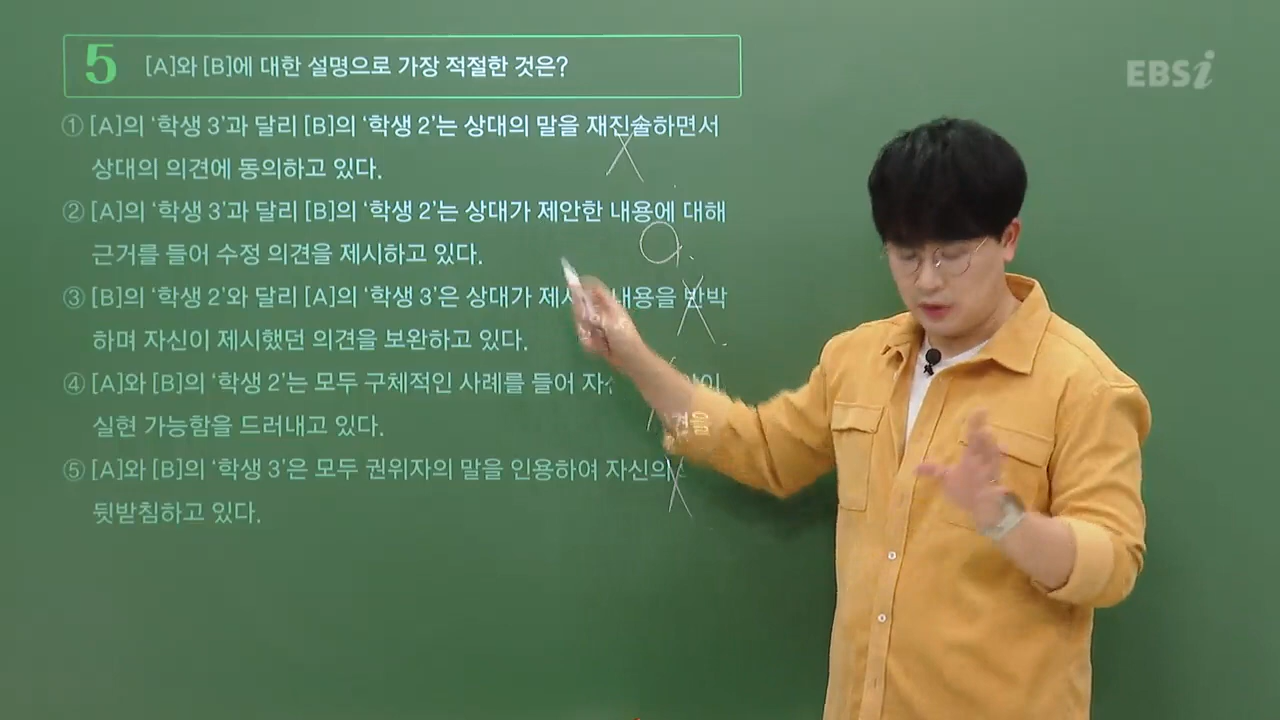 5 [A]와 [B]에 대한 설명으로 가장 적절한 것은?
EBSi
① [A]의 ‘학생 3’과 달리 [B]의 ‘학생 2’는 상대의 말을 재진술하면서
상대의 의견에 동의하고 있다.
② [A]의 ‘학생 3’과 달리 [B]의 ‘학생 2’는 상대가 제안한 내용에 대해
근거를 들어 수정 의견을 제시하고 있다.
③ [B]의 ‘학생 2’와 달리 [A]의 ‘학생 3’은 상대가 내용을 반박
하며 자신이 제시했던 의견을 보완하고 있다.
④ [A]와 [B]의 ‘학생 2’는 모두 구체적인 사례를 들어
실현 가능함을 드러내고 있다.
⑤ [A]와 [B]의 ‘학생 3’은 모두 권위자의 말을 인용하여 자신의
뒷받침하고 있다.